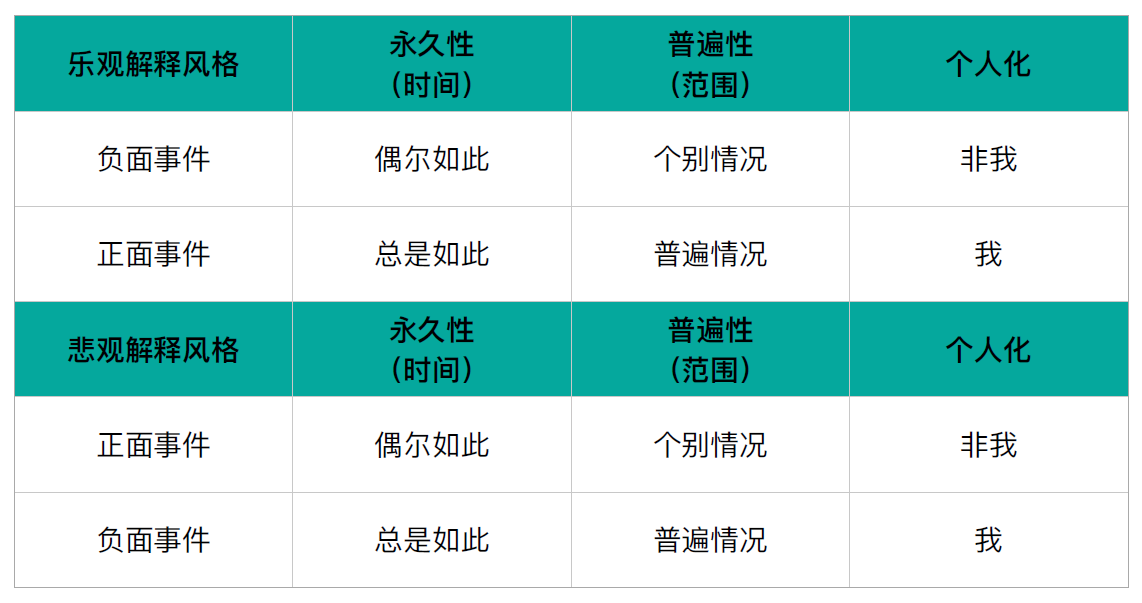 乐观解释风格 永久性 普遍性 个人化
（时间） （范围）
负面事件 偶尔如此 个别情况 非我
正面事件 总是如此 普遍情况 我
悲观解释风格 永久性 普遍性 个人化
（时间） （范围）
正面事件 偶尔如此 个别情况 非我
负面事件 总是如此 普遍情况 我